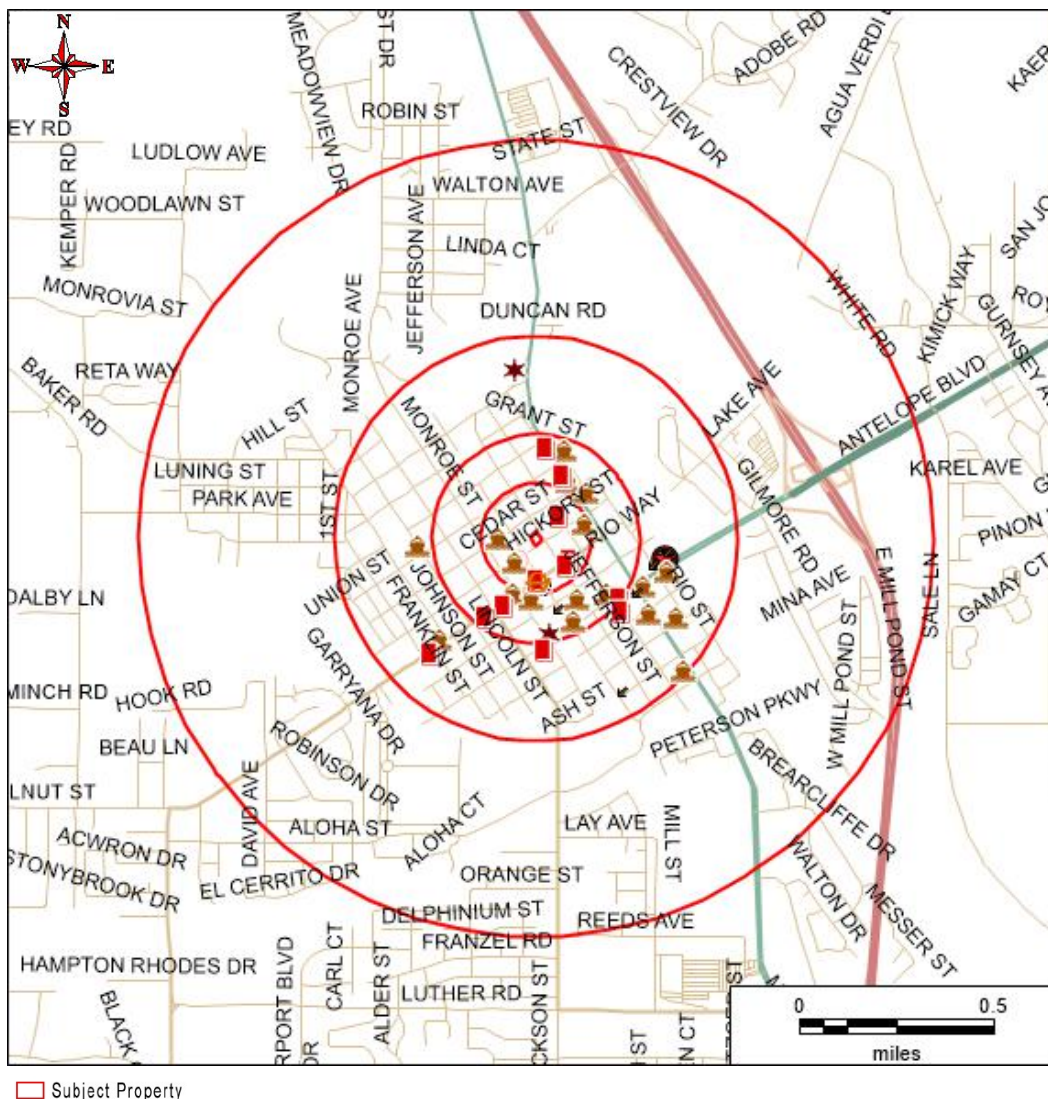 N
W E
S
MEADOWVIEW DR
ST DR
ADOBE RD
AGUA VERDI
KAER
CRESTVIEW DR
ROBIN ST
STATE ST
EY RD
LUDLOW AVE
KEMPER RD
WALTON AVE
WOODLAWN ST
JEFFERSON AVE
LINDA CT
SAN JO
MONROVIA ST
DUNCAN RD
WHITE RD
KIMICK WAY
GURNSEY AV
RO
MONROE AVE
RETA WAY
BAKER RD
LAKE AVE
ANTELOPE BLVD
HILL ST
MONROE ST
GRANT ST
LUNING ST
PARK AVE
1ST ST
KAREL AVE
GILMORE RD
CEDAR ST
HICKORY ST
RIO WAY
PINON
UNION ST
JEFFERSON ST
RIO ST
MINA AVE
E MILL POND ST
SALE LN
GAMAY CT
DALBY LN
FRANKLIN ST
JOHNSON ST
LINCOLN ST
GARRYANA DR
W MILL POND ST
MINCH RD
HOOK RD
ASH ST
PETERSON PKWY
BEAU LN
ROBINSON DR
BREARCLIFFE DR
LNUT ST
DAVID AVE
ALOHA ST
ALOHA CT
LAY AVE
MILL ST
ACWRON DR
STONYBROOK DR
EL CERRITO DR
ORANGE ST
WALTON DR
MESSER ST
DELPHINIUM ST
REEDS AVE
FRANZEL RD
HAMPTON RHODES DR
RPORT BLVD
CARL CT
ALDER ST
LUTHER RD
CKSON ST
BLACK
DR
ST
EN CT
0 0.5
miles
Subject Property